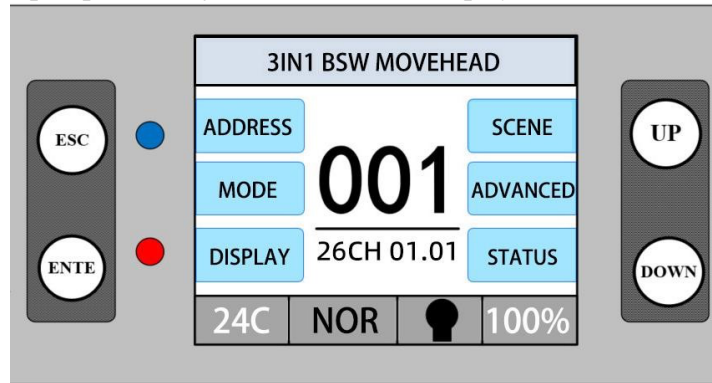 3IN1 BSW MOVEHEAD
ESC
ADDRESS
SCENE
UP
MODE
001
ADVANCED
ENTE
DISPLAY
26CH 01.01
STATUS
DOWN
24C
NOR
100%